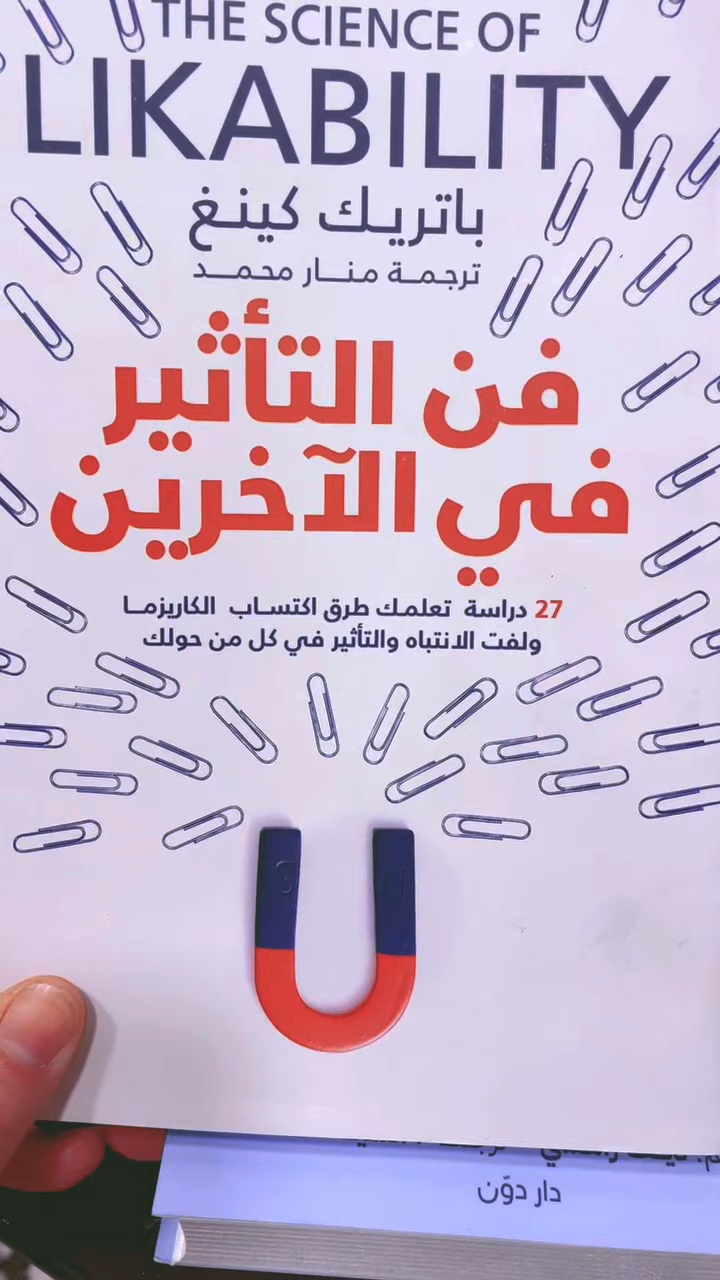 THE SCIENCE OF
LIKABILITY
باتريك كينغ
ترجمة منار محمد
فن التأثير
في الآخرين
27 دراسة تعلمك طرق اكتساب الكاريزما
ولفت الانتباه والتأثير في كل من حولك
دار دوّن